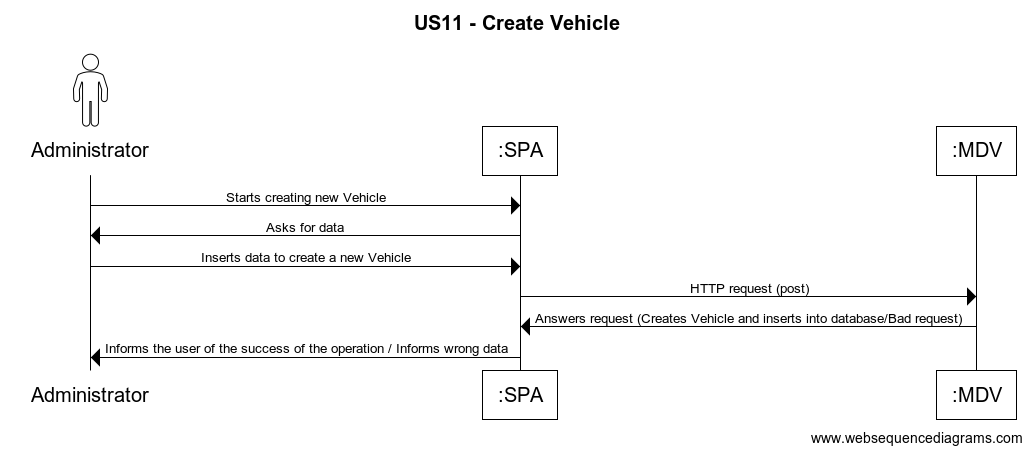 US11 - Create Vehicle
Administrator
:SPA
:MDV
Starts creating new Vehicle
Asks for data
Inserts data to create a new Vehicle
HTTP request (post)
Answers request (Creates Vehicle and inserts into database/Bad request)
Informs the user of the success of the operation / Informs wrong data
Administrator
:SPA
:MDV
www.websequencediagrams.com